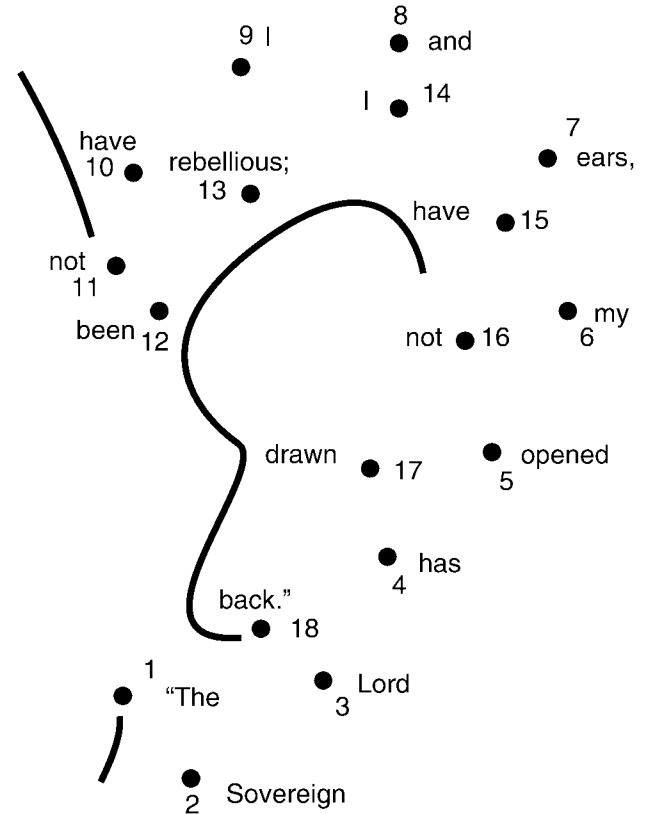 8
9 I
and
I 14
7
have
10
rebellious;
13
ears,
have 15
not
11
been 12
my
6
not 16
drawn 17
opened
5
has
4
back.”
18
1
“The
Lord
3
Sovereign
2